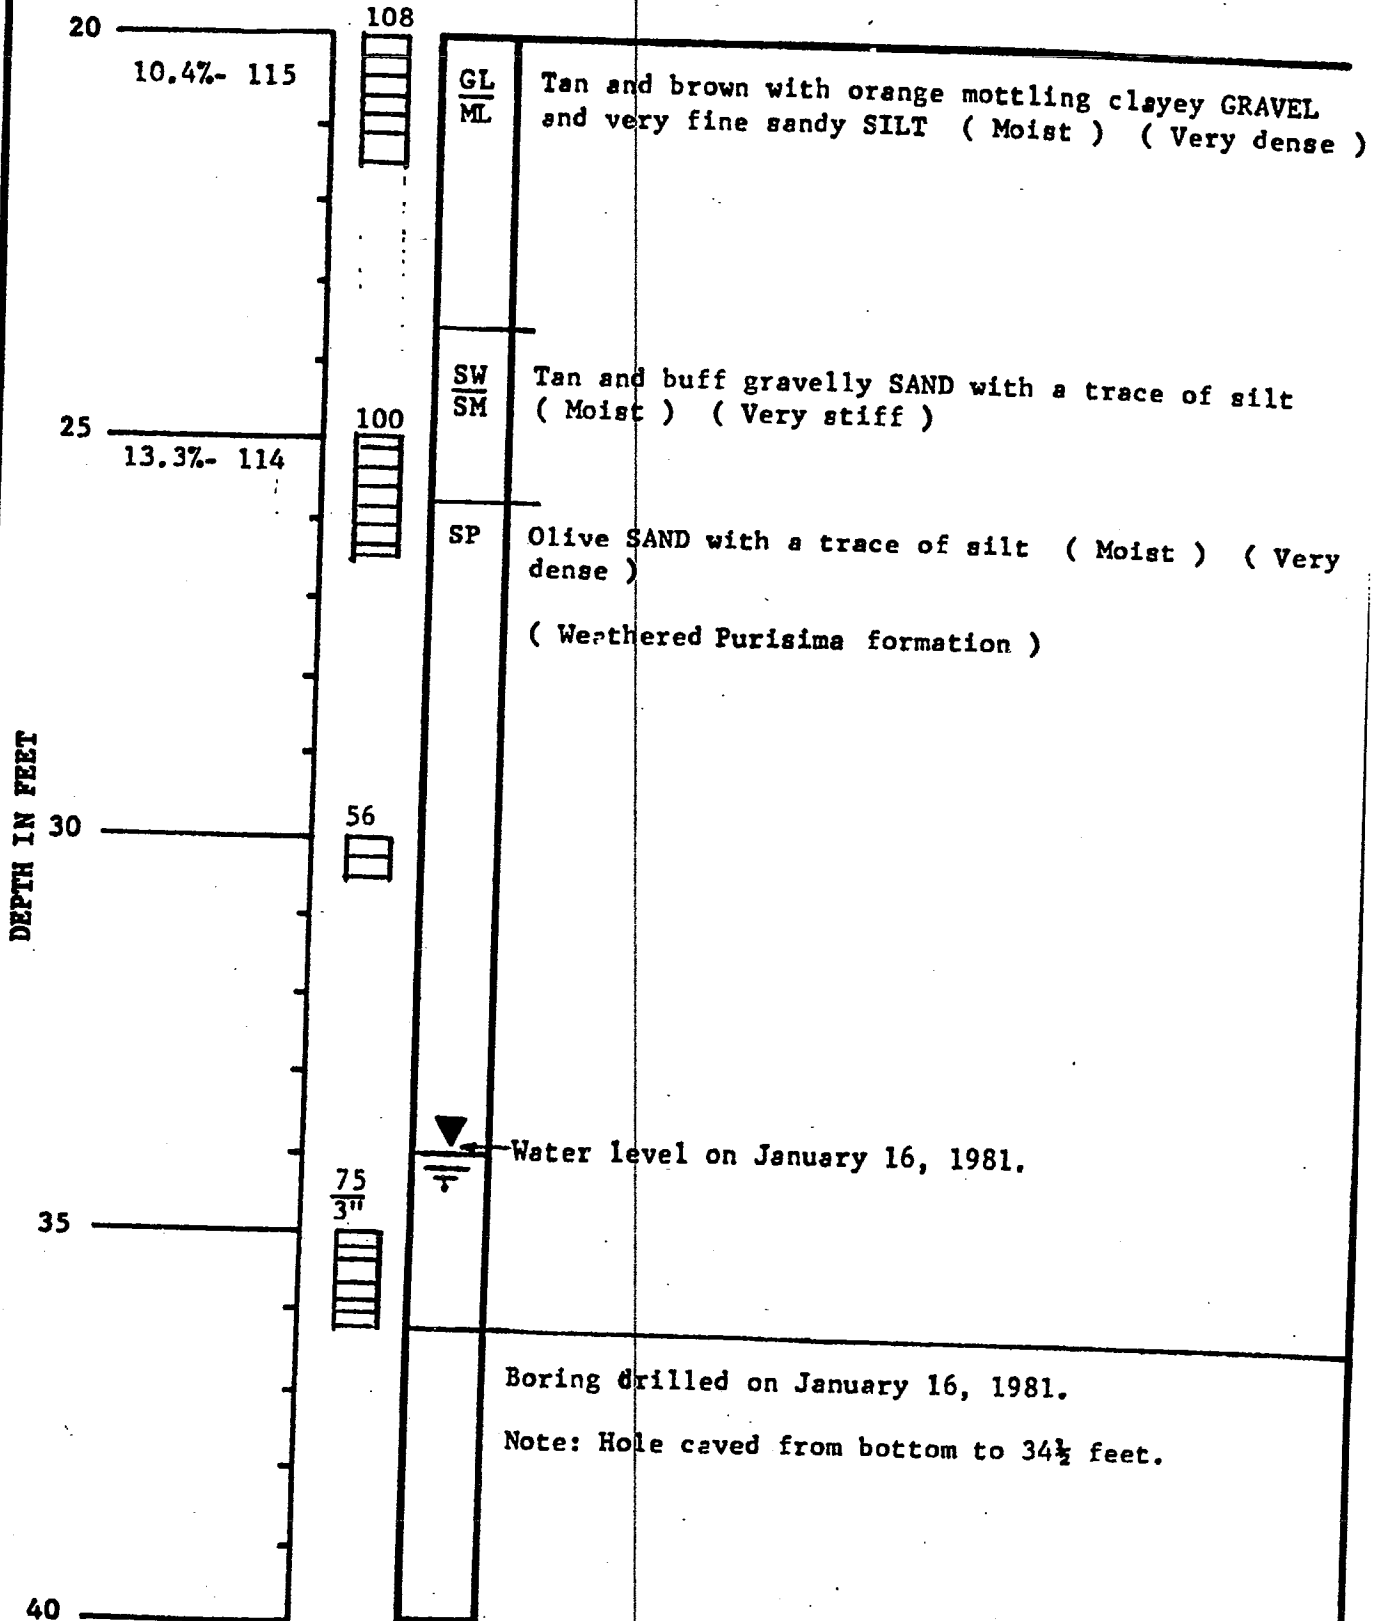 20
108
10.4%- 115
GL
ML
Tan and brown with orange mottling clayey GRAVEL
and very fine sandy SILT ( Moist ) ( Very dense )
SW
SM
Tan and buff gravelly SAND with a trace of silt
( Moist ) ( Very stiff )
25
100
13.3%- 114
SP
Olive SAND with a trace of silt ( Moist ) ( Very
dense )
( Weathered Purisima formation )
DEPTH IN FEET
30
56
Water level on January 16, 1981.
75
3"
35
Boring drilled on January 16, 1981.
Note: Hole caved from bottom to 34½ feet.
40